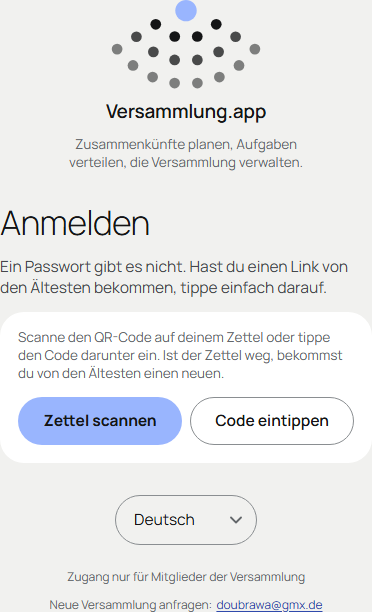 Versammlung.app
Zusammenkünfte planen, Aufgaben
verteilen, die Versammlung verwalten.
Anmelden
Ein Passwort gibt es nicht. Hast du einen Link von
den Ältesten bekommen, tippe einfach darauf.
Scanne den QR-Code auf deinem Zettel oder tippe
den Code darunter ein. Ist der Zettel weg, bekommst
du von den Ältesten einen neuen.
Zettel scannen
Code eintippen
Deutsch
Zugang nur für Mitglieder der Versammlung
Neue Versammlung anfragen: doubrawa@gmx.de